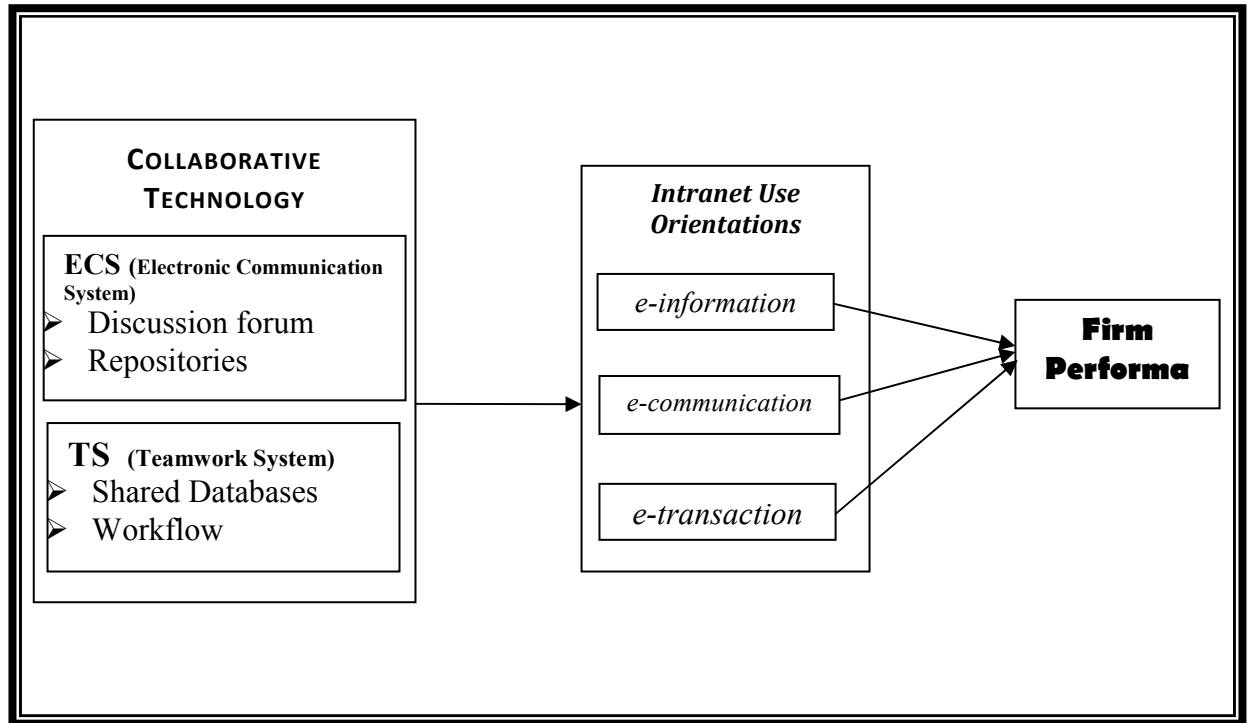 COLLABORATIVE
TECHNOLOGY
ECS (Electronic Communication
System)
➢ Discussion forum
➢ Repositories
TS (Teamwork System)
➢ Shared Databases
➢ Workflow
Intranet Use
Orientations
e-information
e-communication
e-transaction
Firm
Performa